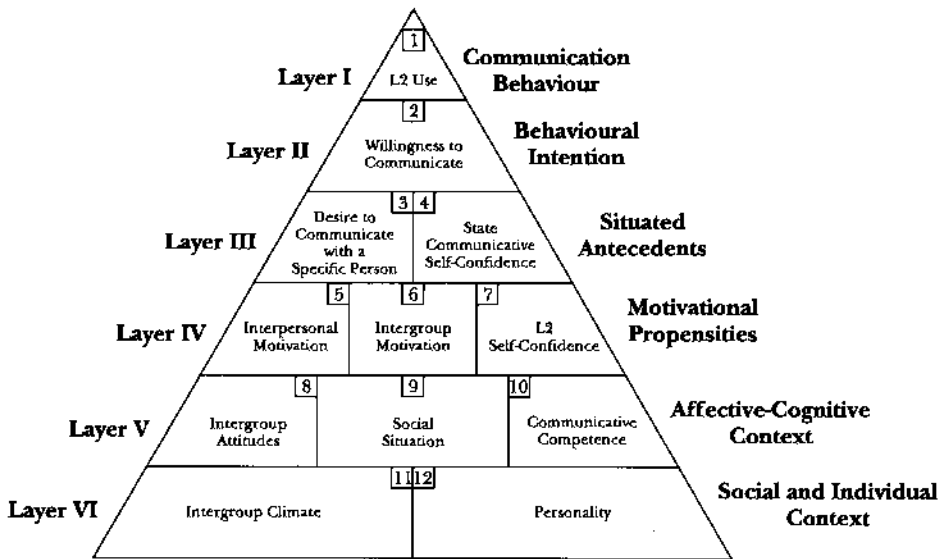 1
Layer I
L2 Use
Communication
Behaviour
2
Layer II
Willingness to
Communicate
Behavioural
Intention
3 4
Layer III
Desire to
Communicate
with a
Specific Person
State
Communicative
Self-Confidence
Situated
Antecedents
5 6 7
Layer IV
Interpersonal
Motivation
Intergroup
Motivation
L2
Self-Confidence
Motivational
Propensities
8 9 10
Layer V
Intergroup
Attitudes
Social
Situation
Communicative
Competence
Affective-Cognitive
Context
11 12
Layer VI
Intergroup Climate
Personality
Social and Individual
Context